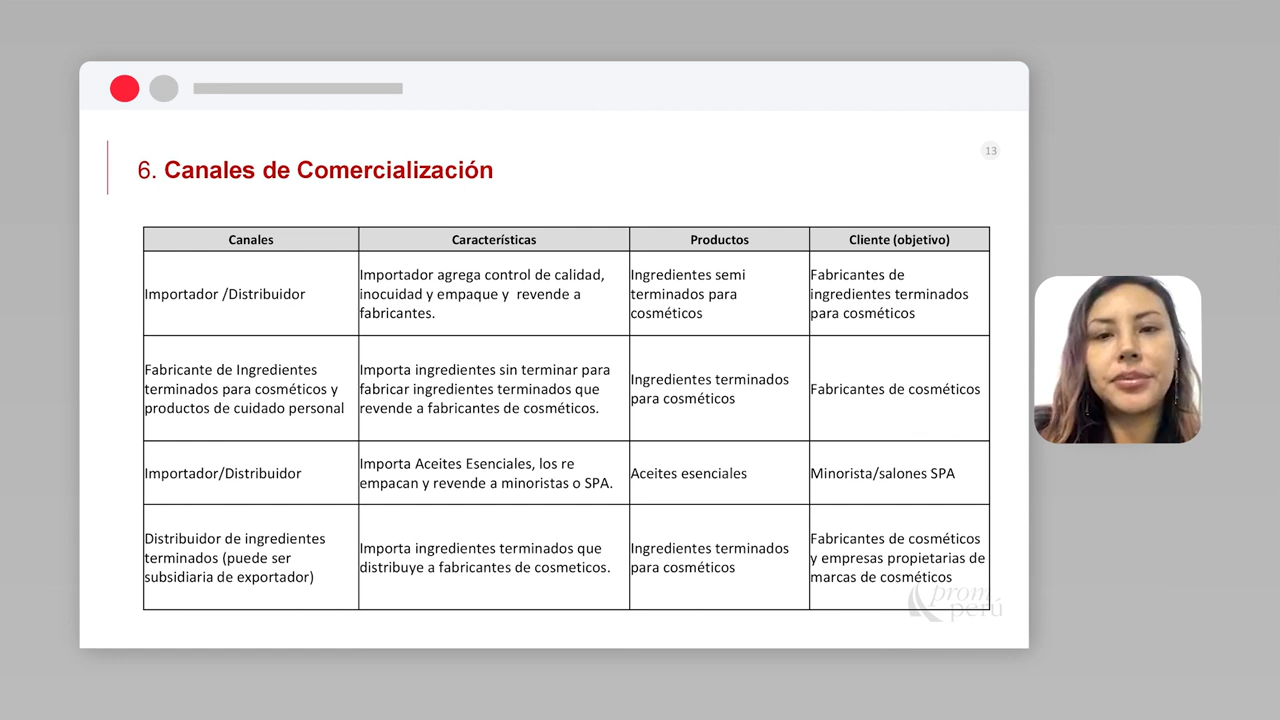 6. Canales de Comercialización
13
Canales
Características
Productos
Cliente (objetivo)
Importador /Distribuidor
Importador agrega control de calidad,
inocuidad y empaque y revende a
fabricantes.
Ingredientes semi
terminados para
cosméticos
Fabricantes de
ingredientes terminados
para cosméticos
Fabricante de Ingredientes
terminados para cosméticos y
productos de cuidado personal
Importa ingredientes sin terminar para
fabricar ingredientes terminados que
revende a fabricantes de cosméticos.
Ingredientes terminados
para cosméticos
Fabricantes de cosméticos
Importador/Distribuidor
Importa Aceites Esenciales, los re
empacan y revende a minoristas o SPA.
Aceites esenciales
Minorista/salones SPA
Distribuidor de ingredientes
terminados (puede ser
subsidiaria de exportador)
Importa ingredientes terminados que
distribuye a fabricantes de cosmeticos.
Ingredientes terminados
para cosméticos
Fabricantes de cosméticos
y empresas propietarias de
marcas de cosméticos
prom
perú